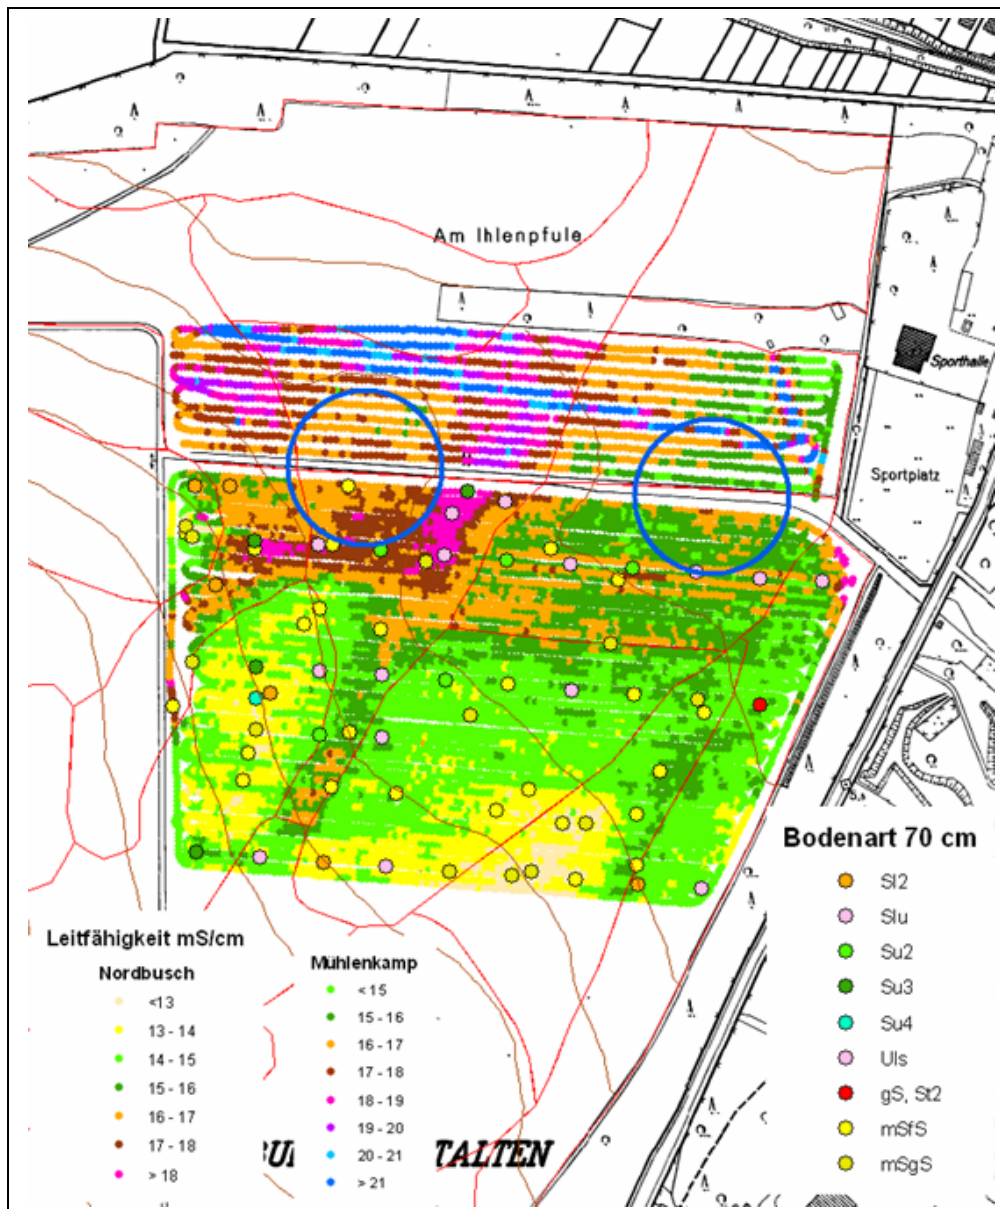 Am Ihlenpfule
Sporthalle
Sportplatz
Bodenart 70 cm
Sl2
Slu
Su2
Su3
Su4
Uls
gS, St2
mSfS
mSgS
Leitfähigkeit mS/cm
Nordbusch
<13
13 - 14
14 - 15
15 - 16
16 - 17
17 - 18
> 18
Mühlenkamp
< 15
15 - 16
16 - 17
17 - 18
18 - 19
19 - 20
20 - 21
> 21
TALTEN